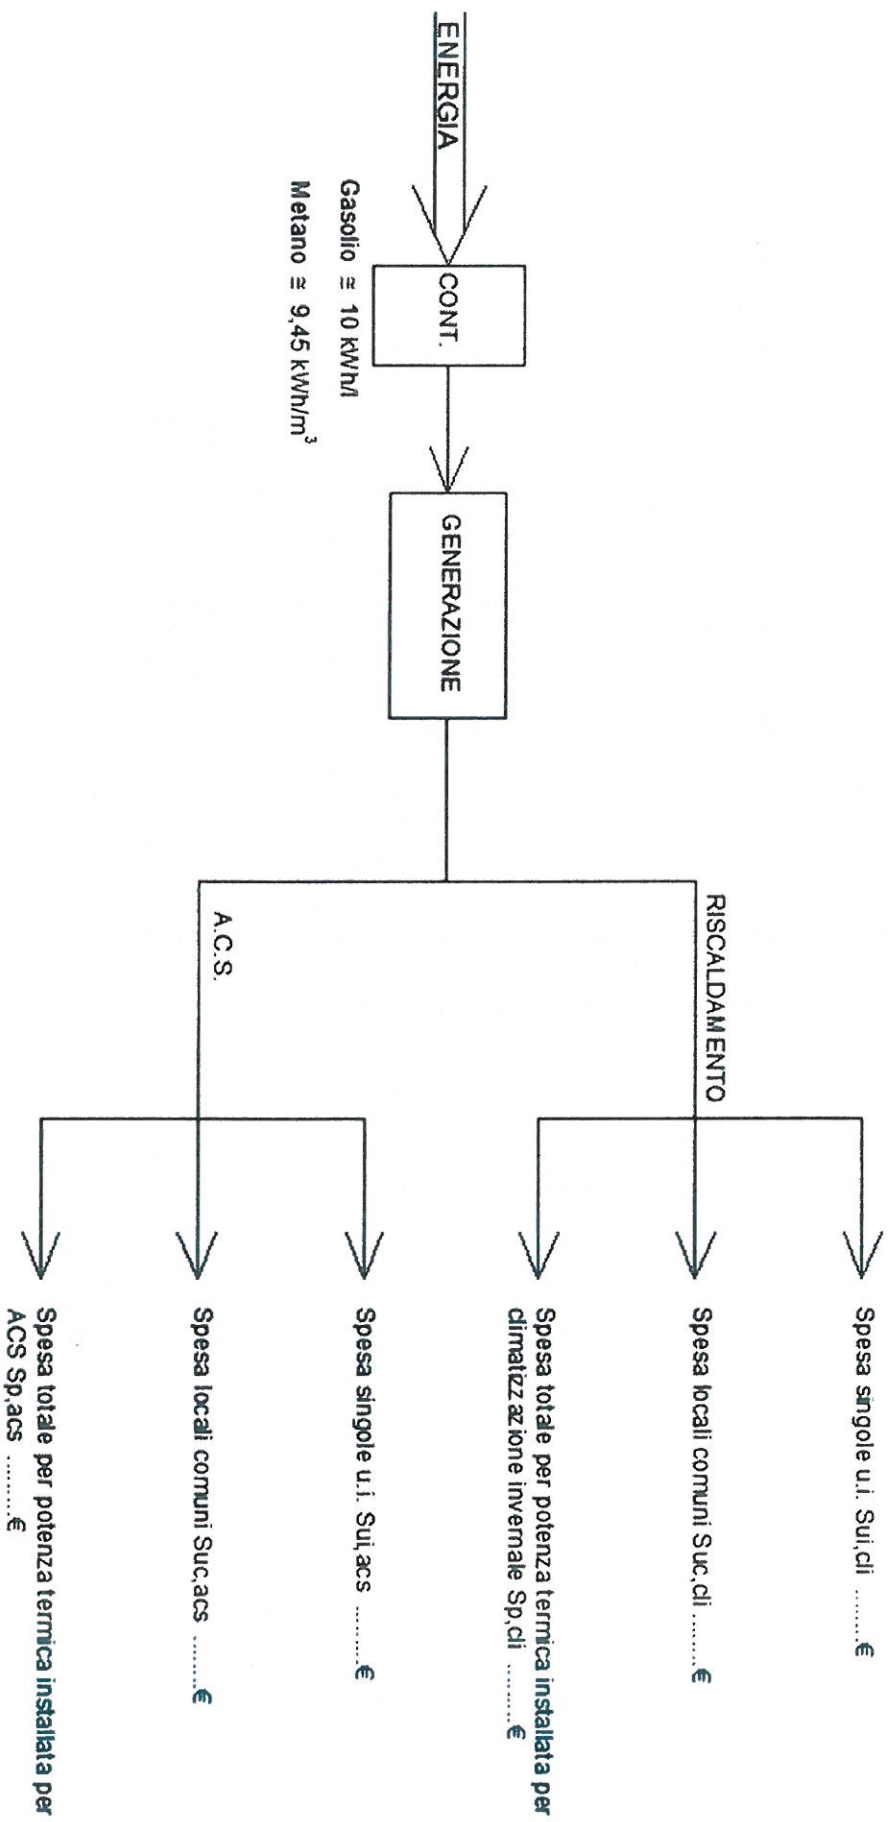 ENERGIA
CONT.
Gasolio ≅ 10 kWh/l
Metano ≅ 9,45 kWh/m³
GENERAZIONE
RISCALDAMENTO
Spesa singole u.i. Sui,cli .........€
Spesa locali comuni Suc,cli .........€
Spesa totale per potenza termica installata per
climatizzazione invernale Sp,cli .........€
A.C.S.
Spesa singole u.i. Sui,acs .........€
Spesa locali comuni Suc,acs .........€
Spesa totale per potenza termica installata per
ACS Sp,acs .........€